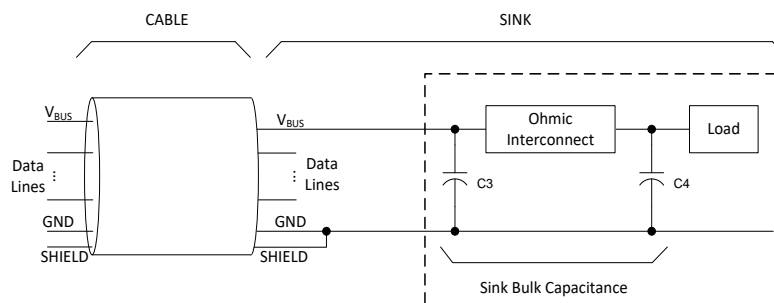 CABLE
SINK
VBUS
VBUS
Ohmic
Interconnect
Load
Data
Lines
...
Data
Lines
...
C3
C4
GND
GND
SHIELD
SHIELD
Sink Bulk Capacitance